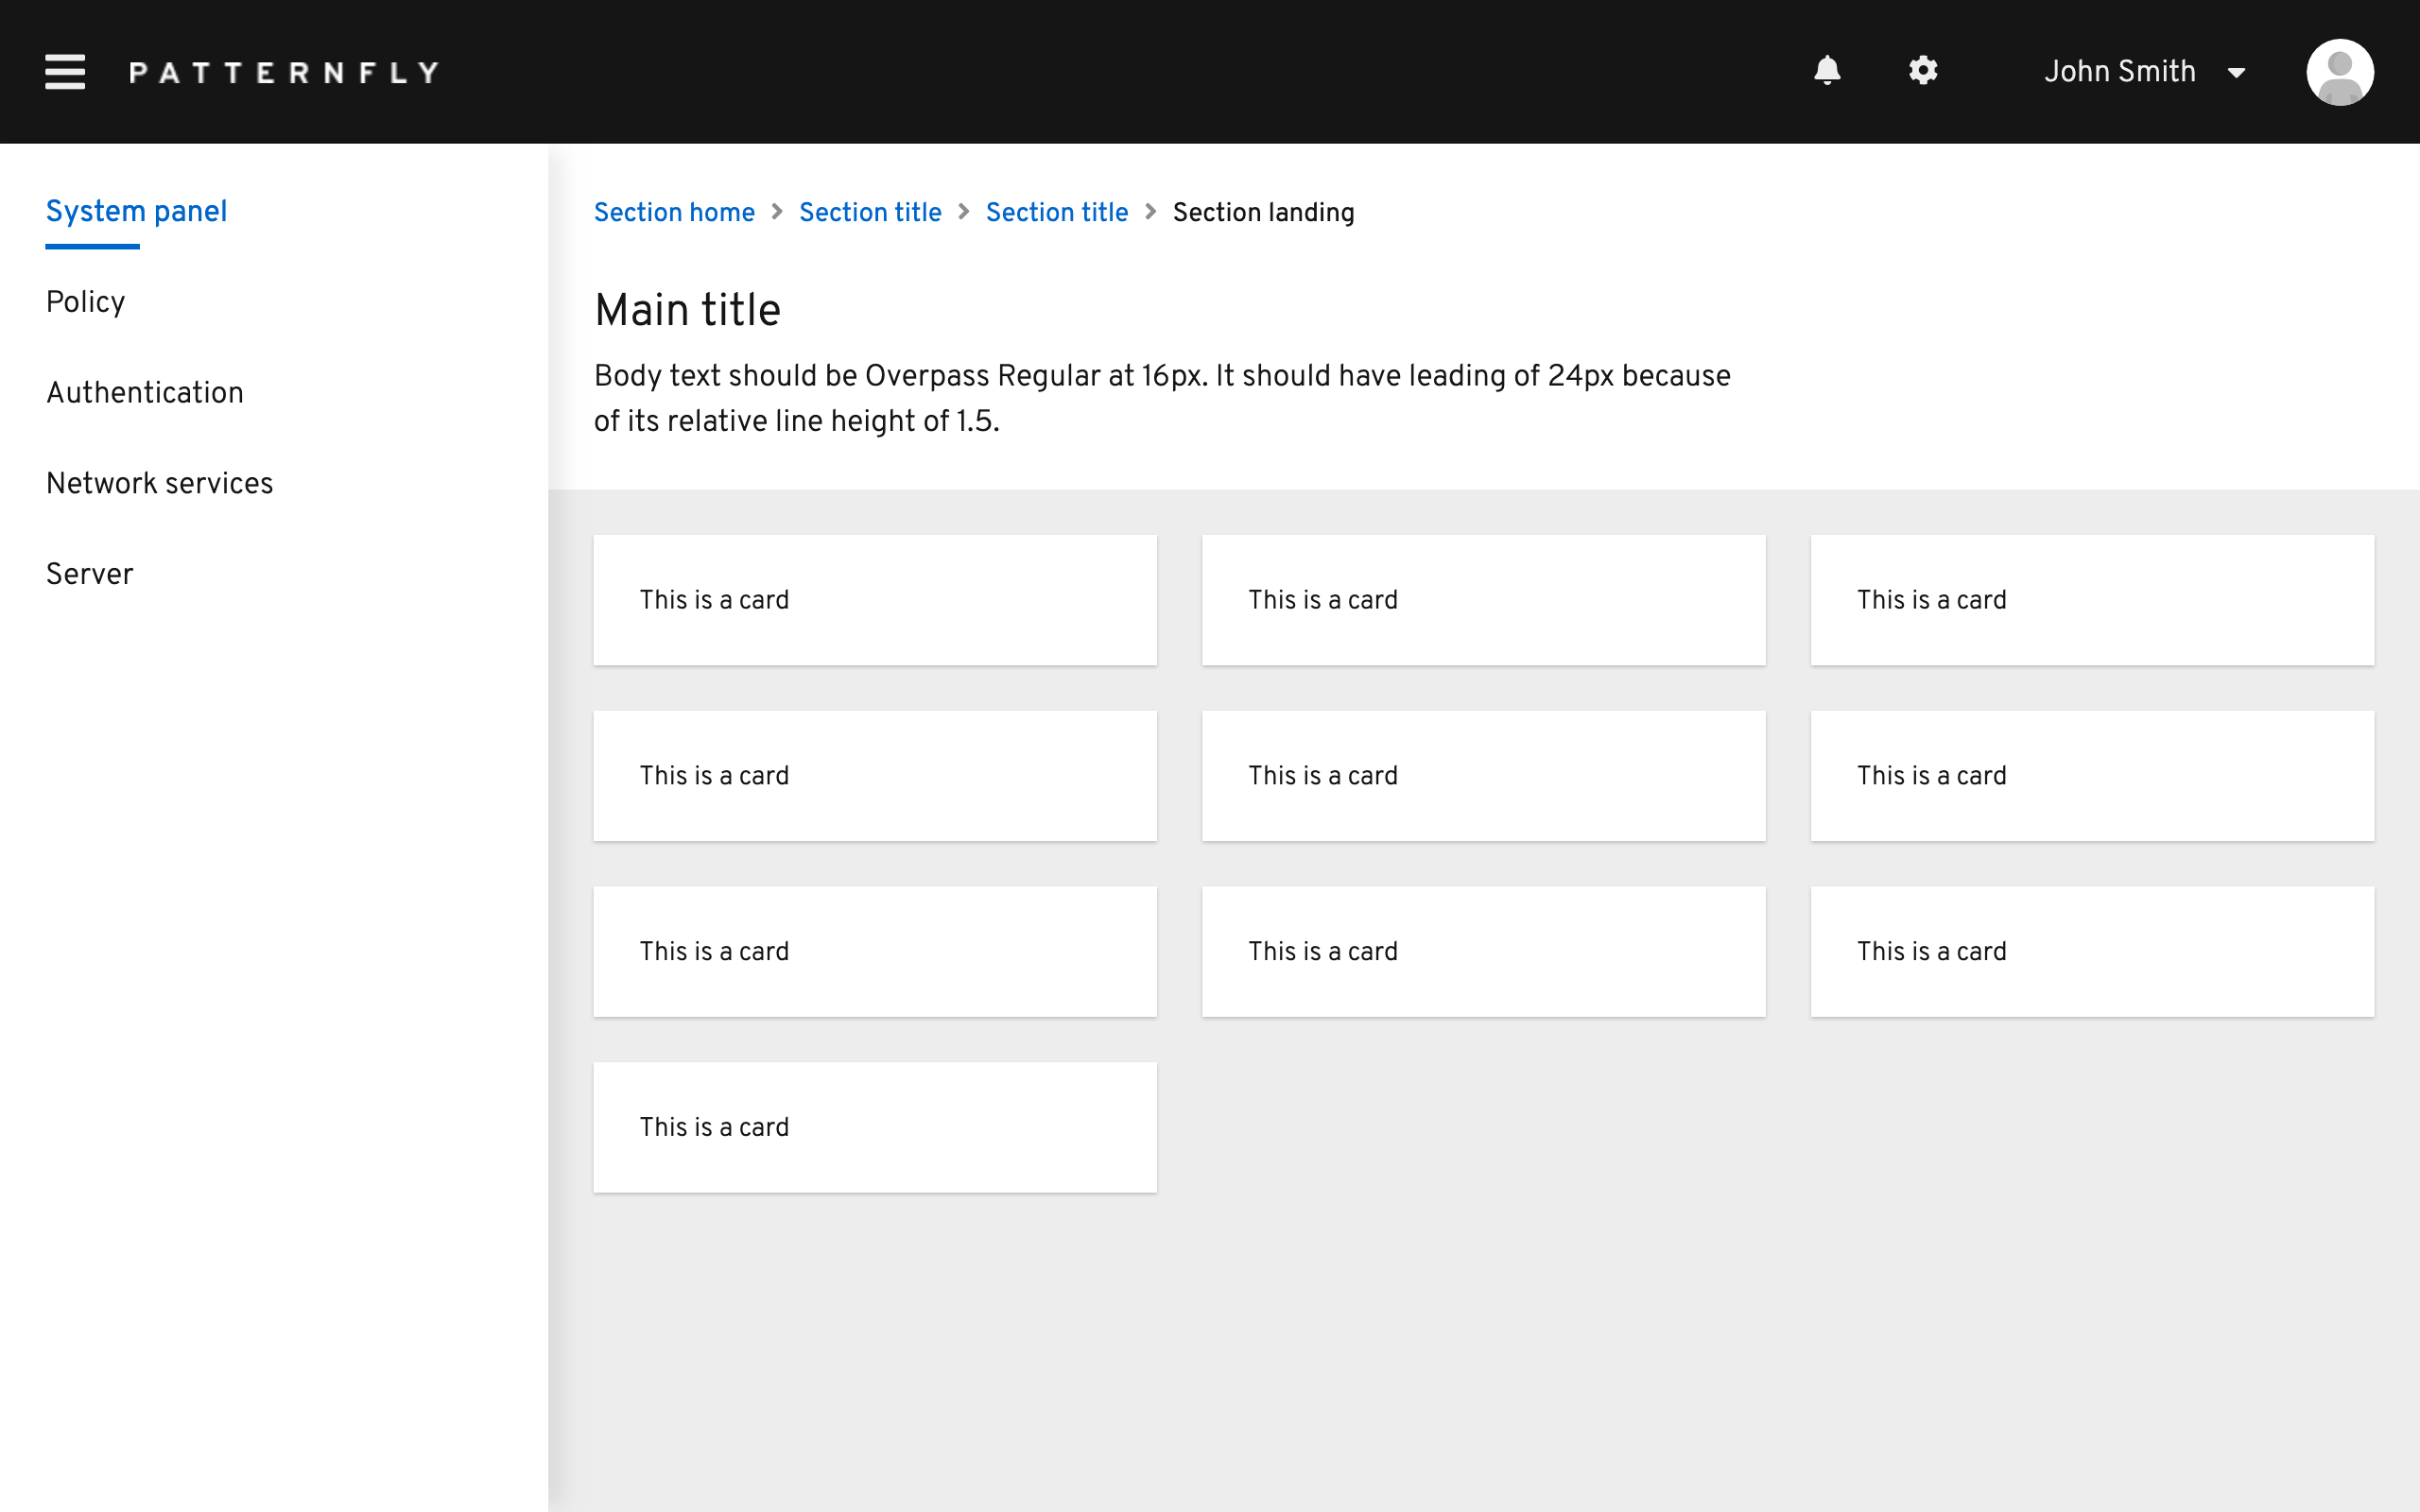 PATTERNFLY
John Smith
System panel
Policy
Authentication
Network services
Server
Section home > Section title > Section title > Section landing
Main title
Body text should be Overpass Regular at 16px. It should have leading of 24px because
of its relative line height of 1.5.
This is a card This is a card This is a card
This is a card This is a card This is a card
This is a card This is a card This is a card
This is a card